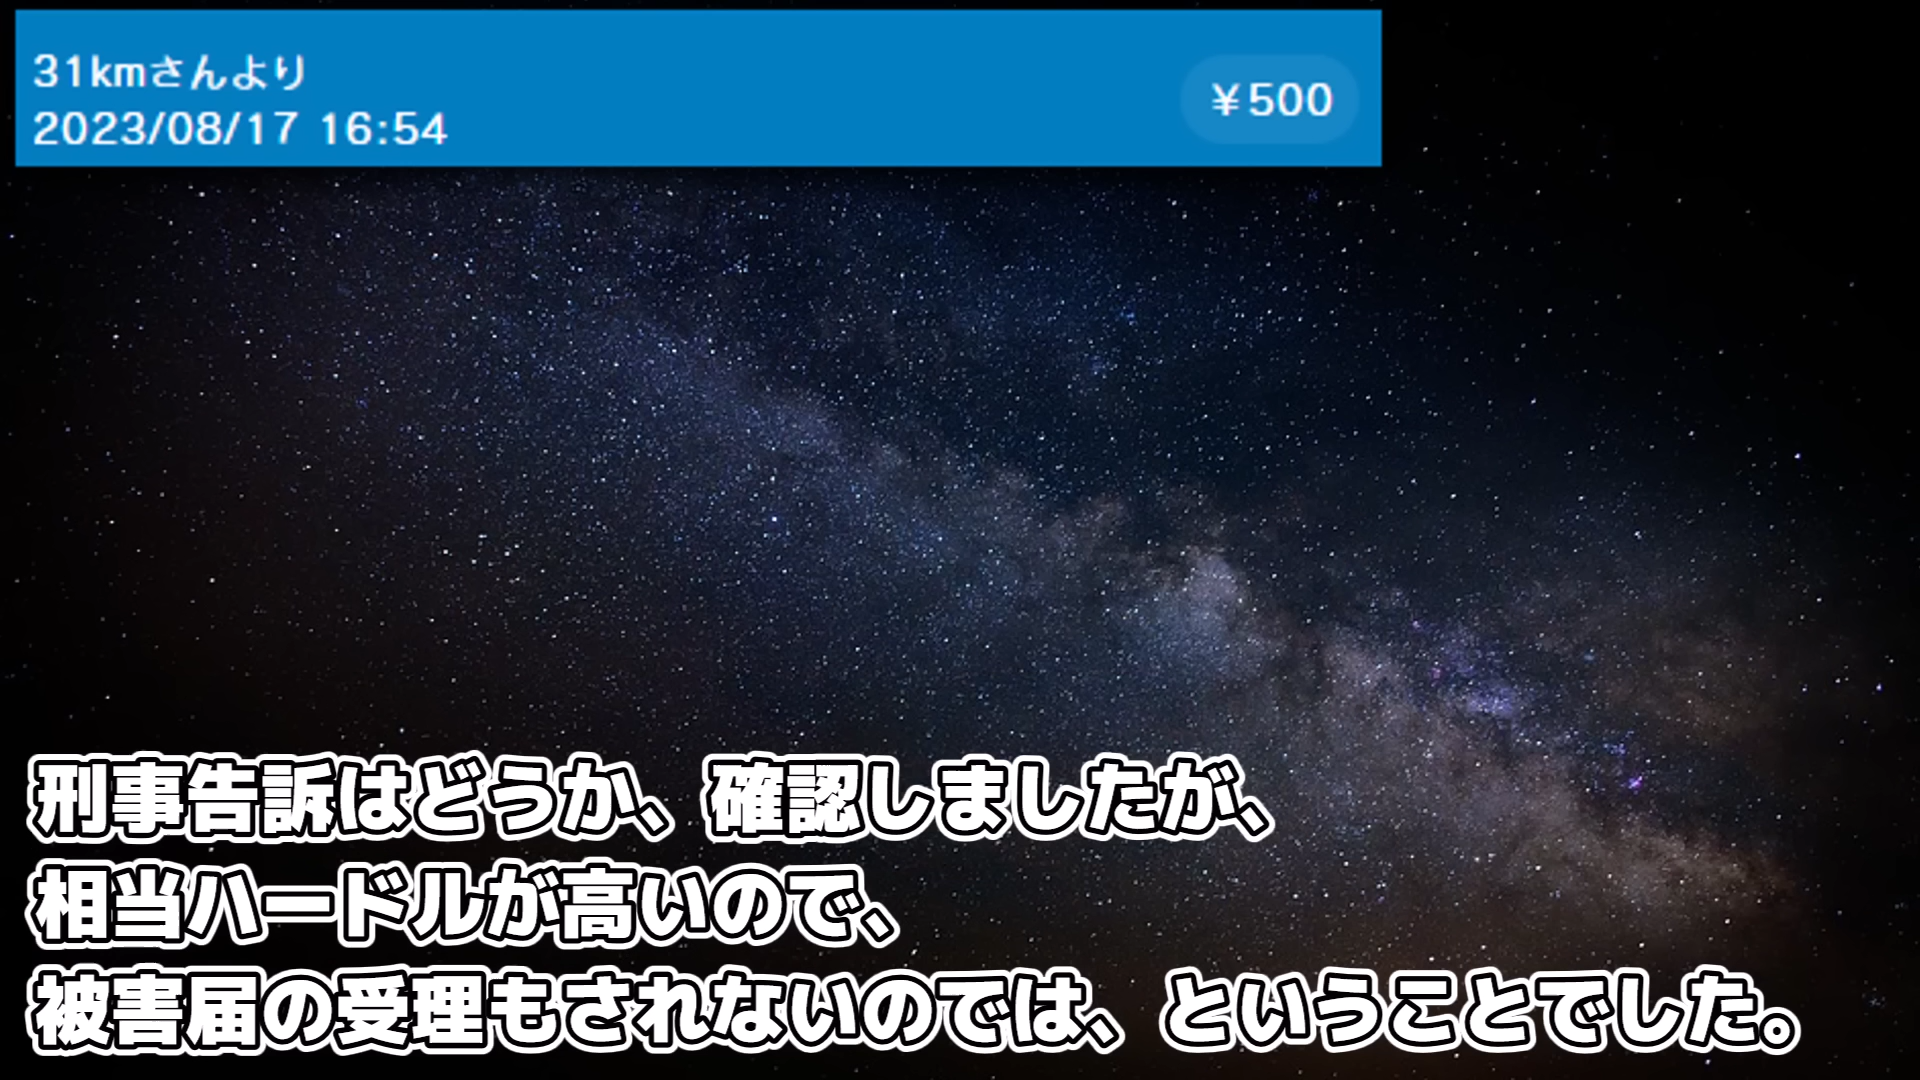 31kmさんより
2023/08/17 16:54
￥500
刑事告訴はどうか、確認しましたが、
相当ハードルが高いので、
被害届の受理もされないのでは、ということでした。